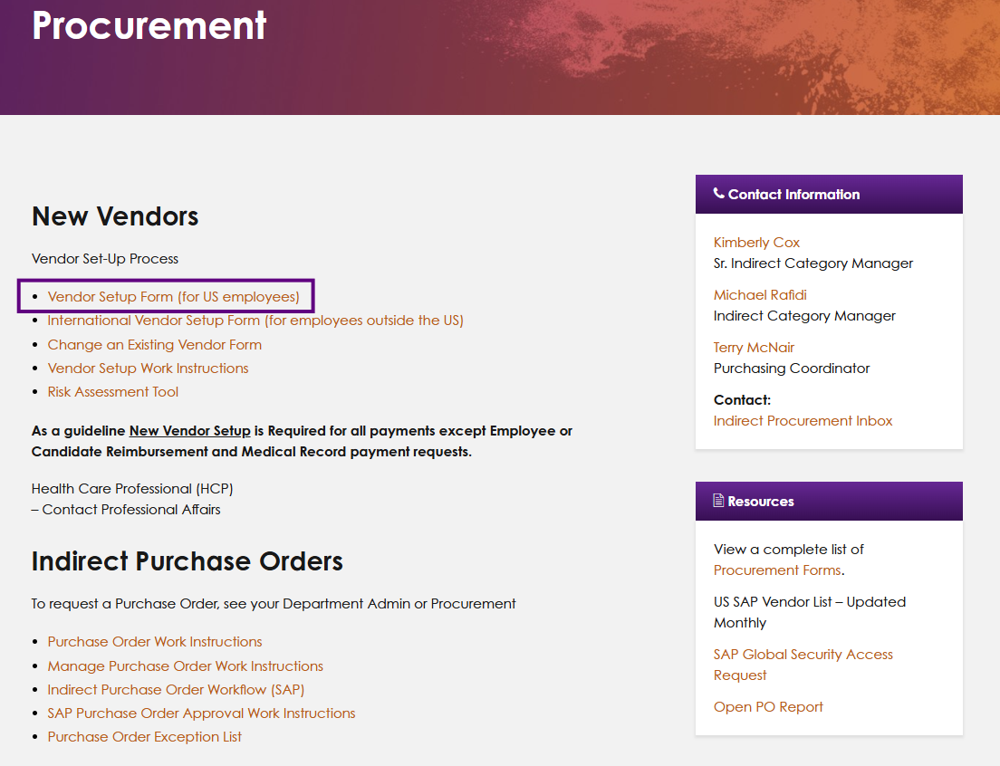 Procurement
New Vendors
Vendor Set-Up Process
• Vendor Setup Form (for US employees)
• International Vendor Setup Form (for employees outside the US)
• Change an Existing Vendor Form
• Vendor Setup Work Instructions
• Risk Assessment Tool
As a guideline New Vendor Setup is Required for all payments except Employee or
Candidate Reimbursement and Medical Record payment requests.
Health Care Professional (HCP)
– Contact Professional Affairs
Indirect Purchase Orders
To request a Purchase Order, see your Department Admin or Procurement
• Purchase Order Work Instructions
• Manage Purchase Order Work Instructions
• Indirect Purchase Order Workflow (SAP)
• SAP Purchase Order Approval Work Instructions
• Purchase Order Exception List
Contact Information
Kimberly Cox
Sr. Indirect Category Manager
Michael Rafidi
Indirect Category Manager
Terry McNair
Purchasing Coordinator
Contact:
Indirect Procurement Inbox
Resources
View a complete list of
Procurement Forms.
US SAP Vendor List – Updated
Monthly
SAP Global Security Access
Request
Open PO Report